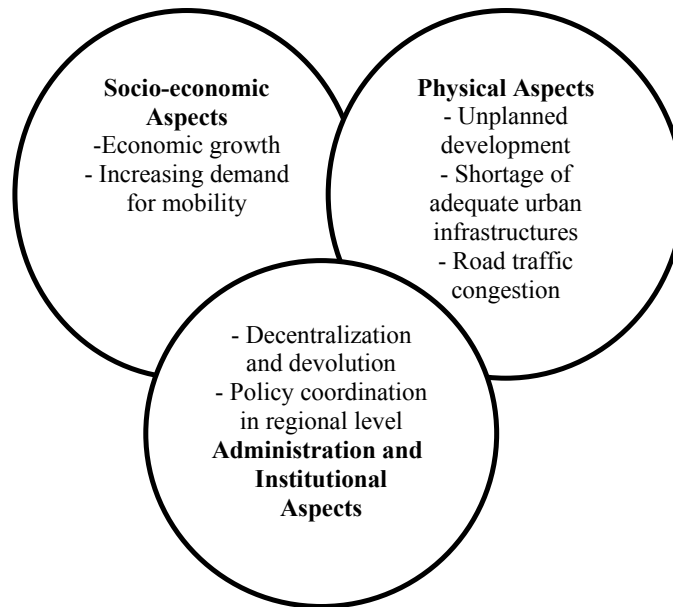 Socio-economic
Aspects
-Economic growth
- Increasing demand
for mobility
Physical Aspects
- Unplanned
development
- Shortage of
adequate urban
infrastructures
- Road traffic
congestion
- Decentralization
and devolution
- Policy coordination
in regional level
Administration and
Institutional
Aspects